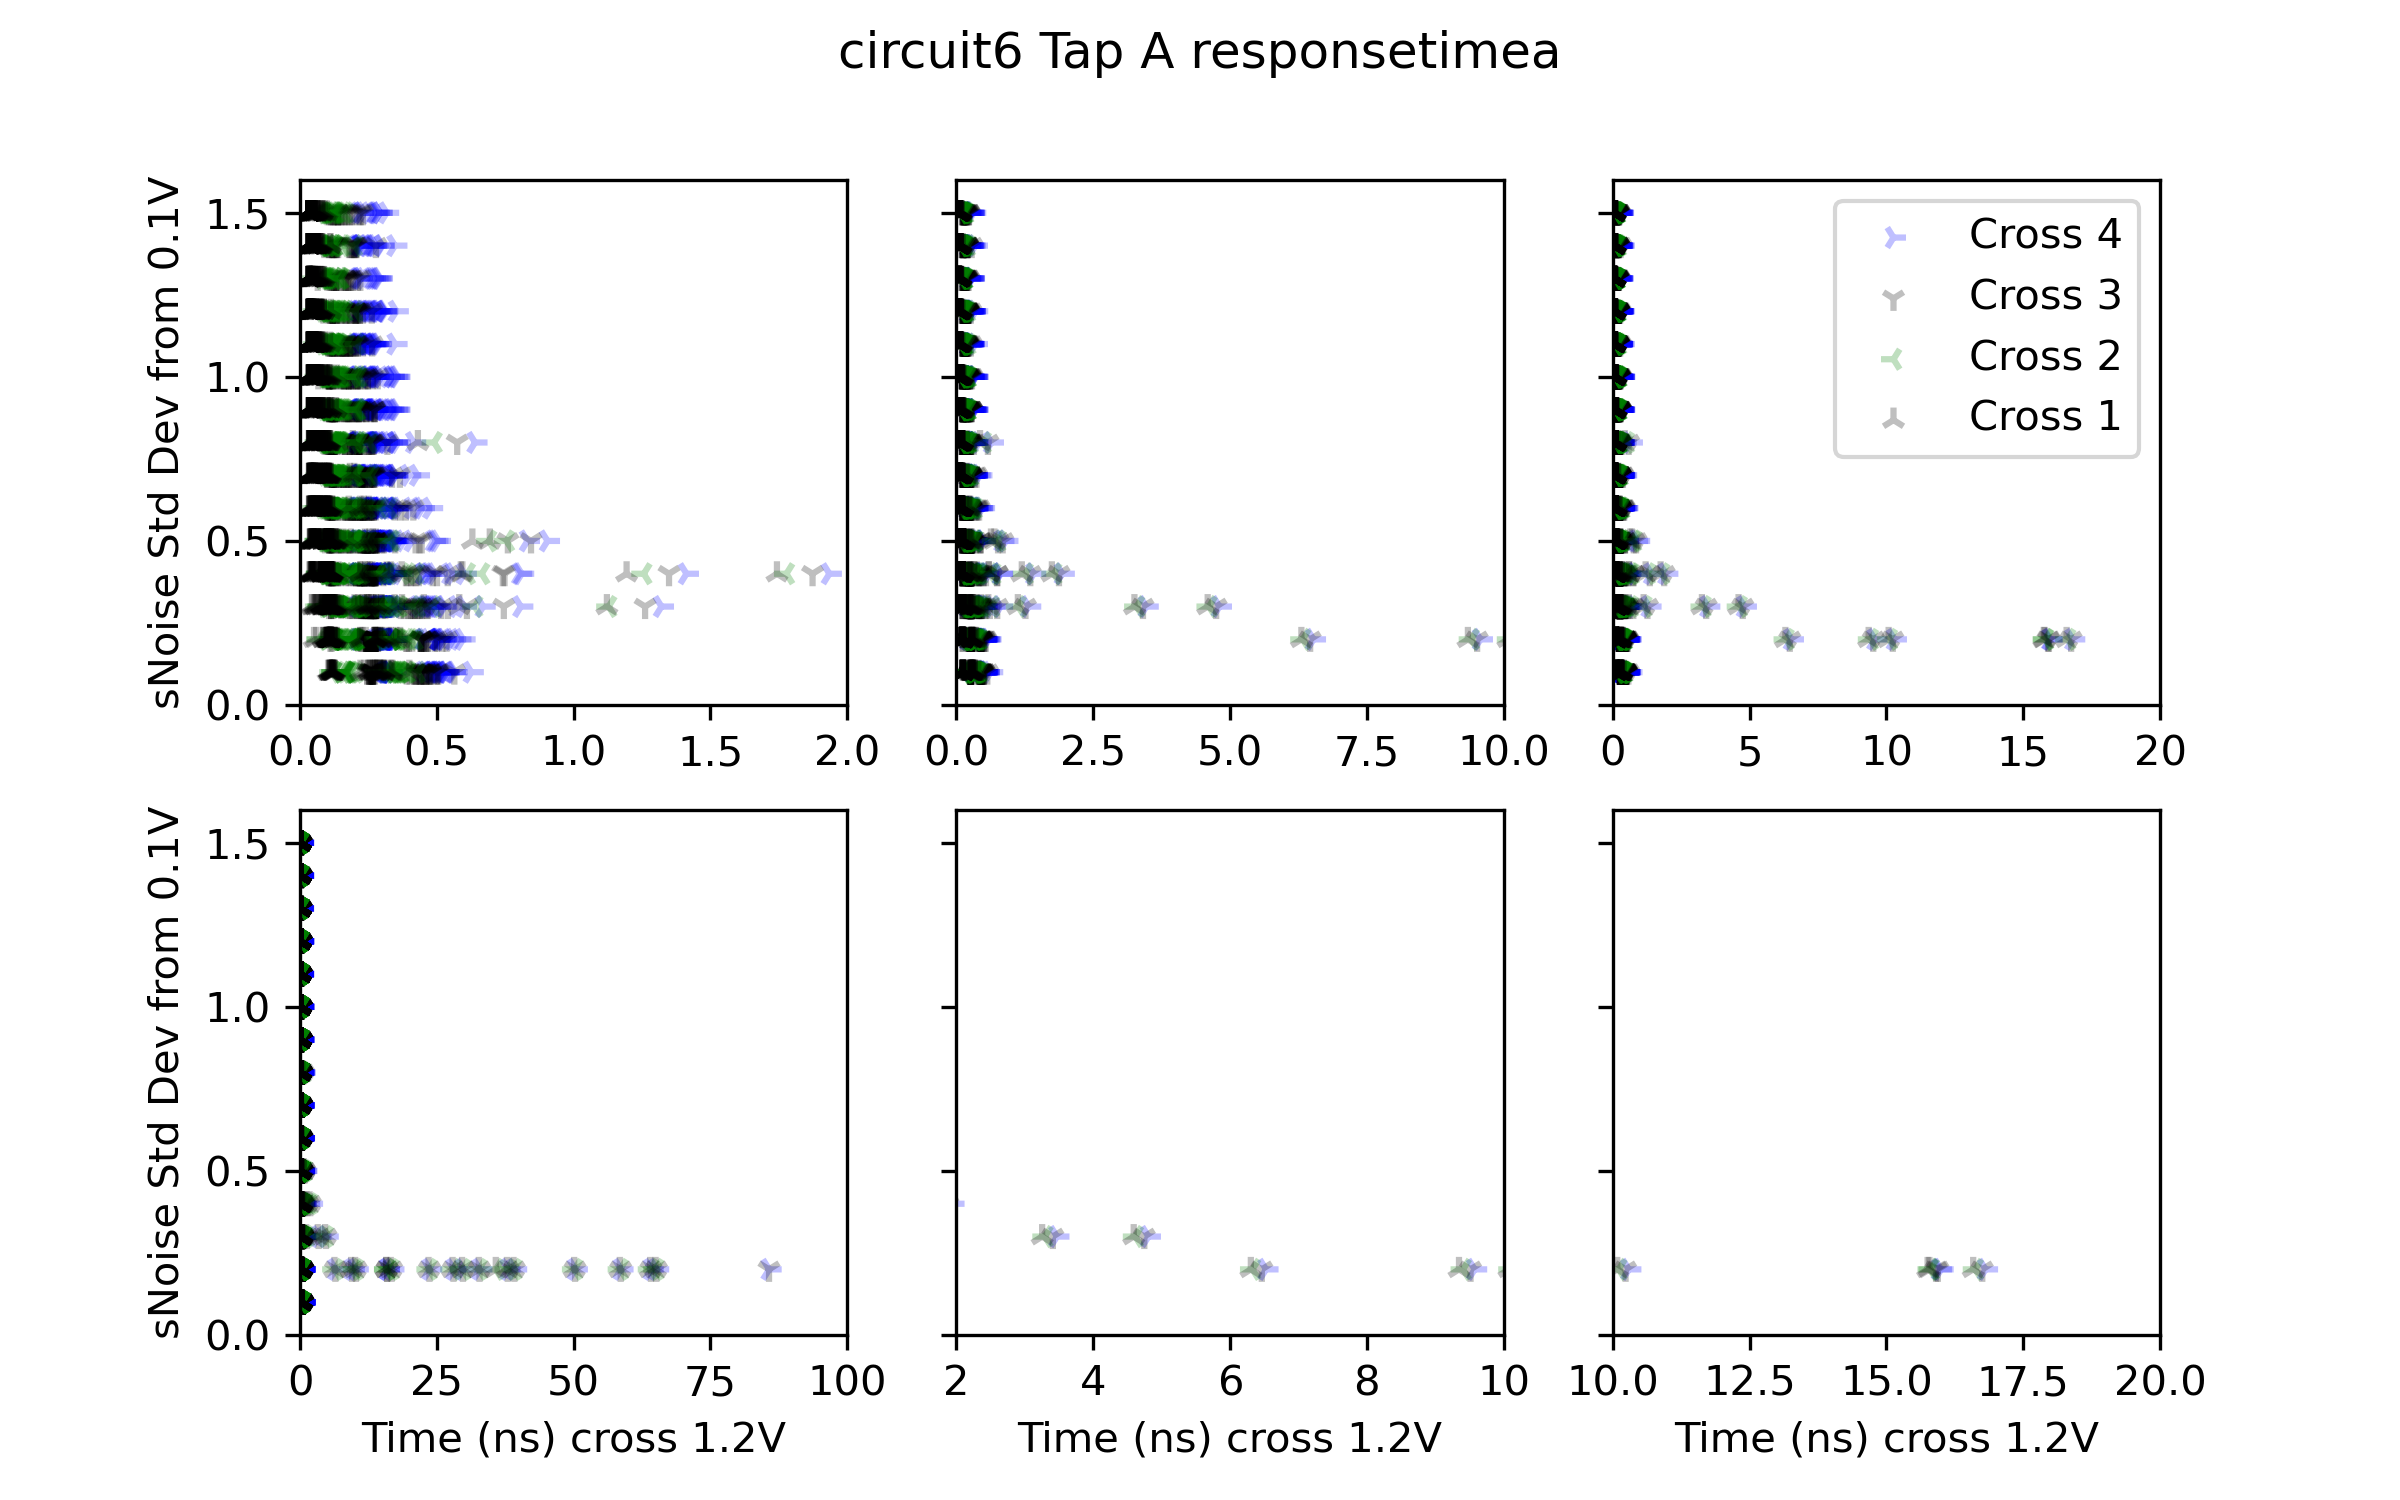 circuit6 Tap A responsetimea
sNoise Std Dev from 0.1V
1.5
1.0
0.5
0.0
0.0 0.5 1.0 1.5 2.0
0.0 2.5 5.0 7.5 10.0
Cross 4
Cross 3
Cross 2
Cross 1
0 5 10 15 20
sNoise Std Dev from 0.1V
1.5
1.0
0.5
0.0
0 25 50 75 100
Time (ns) cross 1.2V
2 4 6 8 10
Time (ns) cross 1.2V
10.0 12.5 15.0 17.5 20.0
Time (ns) cross 1.2V